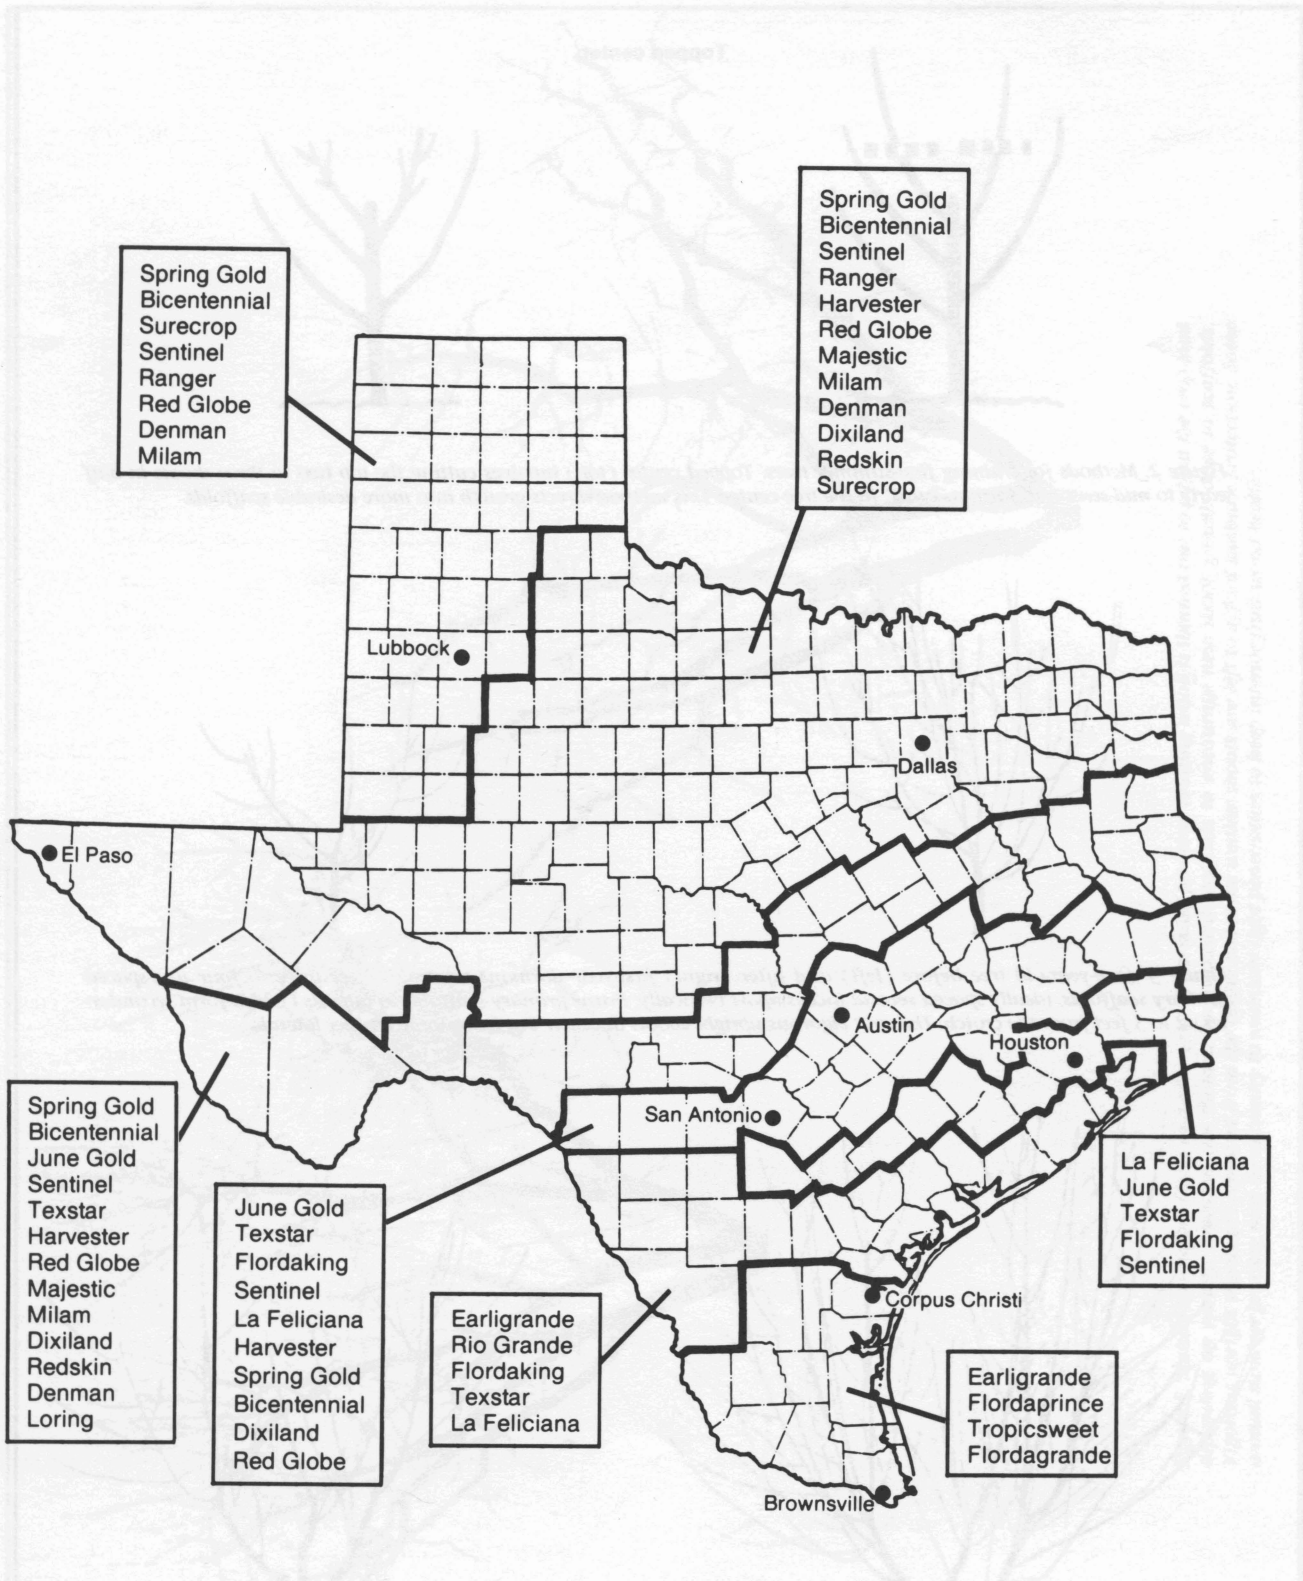 Spring Gold
Bicentennial
Sentinel
Ranger
Harvester
Red Globe
Majestic
Milam
Denman
Dixiland
Redskin
Surecrop
Spring Gold
Bicentennial
Surecrop
Sentinel
Ranger
Red Globe
Denman
Milam
Lubbock
Dallas
El Paso
Austin
Houston
San Antonio
Spring Gold
Bicentennial
June Gold
Sentinel
Texstar
Harvester
Red Globe
Majestic
Milam
Dixiland
Redskin
Denman
Loring
June Gold
Texstar
Flordaking
Sentinel
La Feliciana
Harvester
Spring Gold
Bicentennial
Dixiland
Red Globe
La Feliciana
June Gold
Texstar
Flordaking
Sentinel
Earligrande
Rio Grande
Flordaking
Texstar
La Feliciana
Corpus Christi
Earligrande
Flordaprince
Tropicsweet
Flordagrande
Brownsville